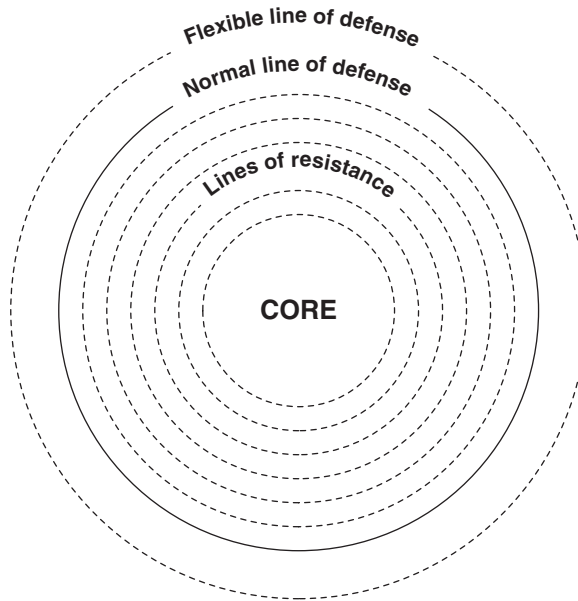 Flexible line of defense
Normal line of defense
Lines of resistance
CORE